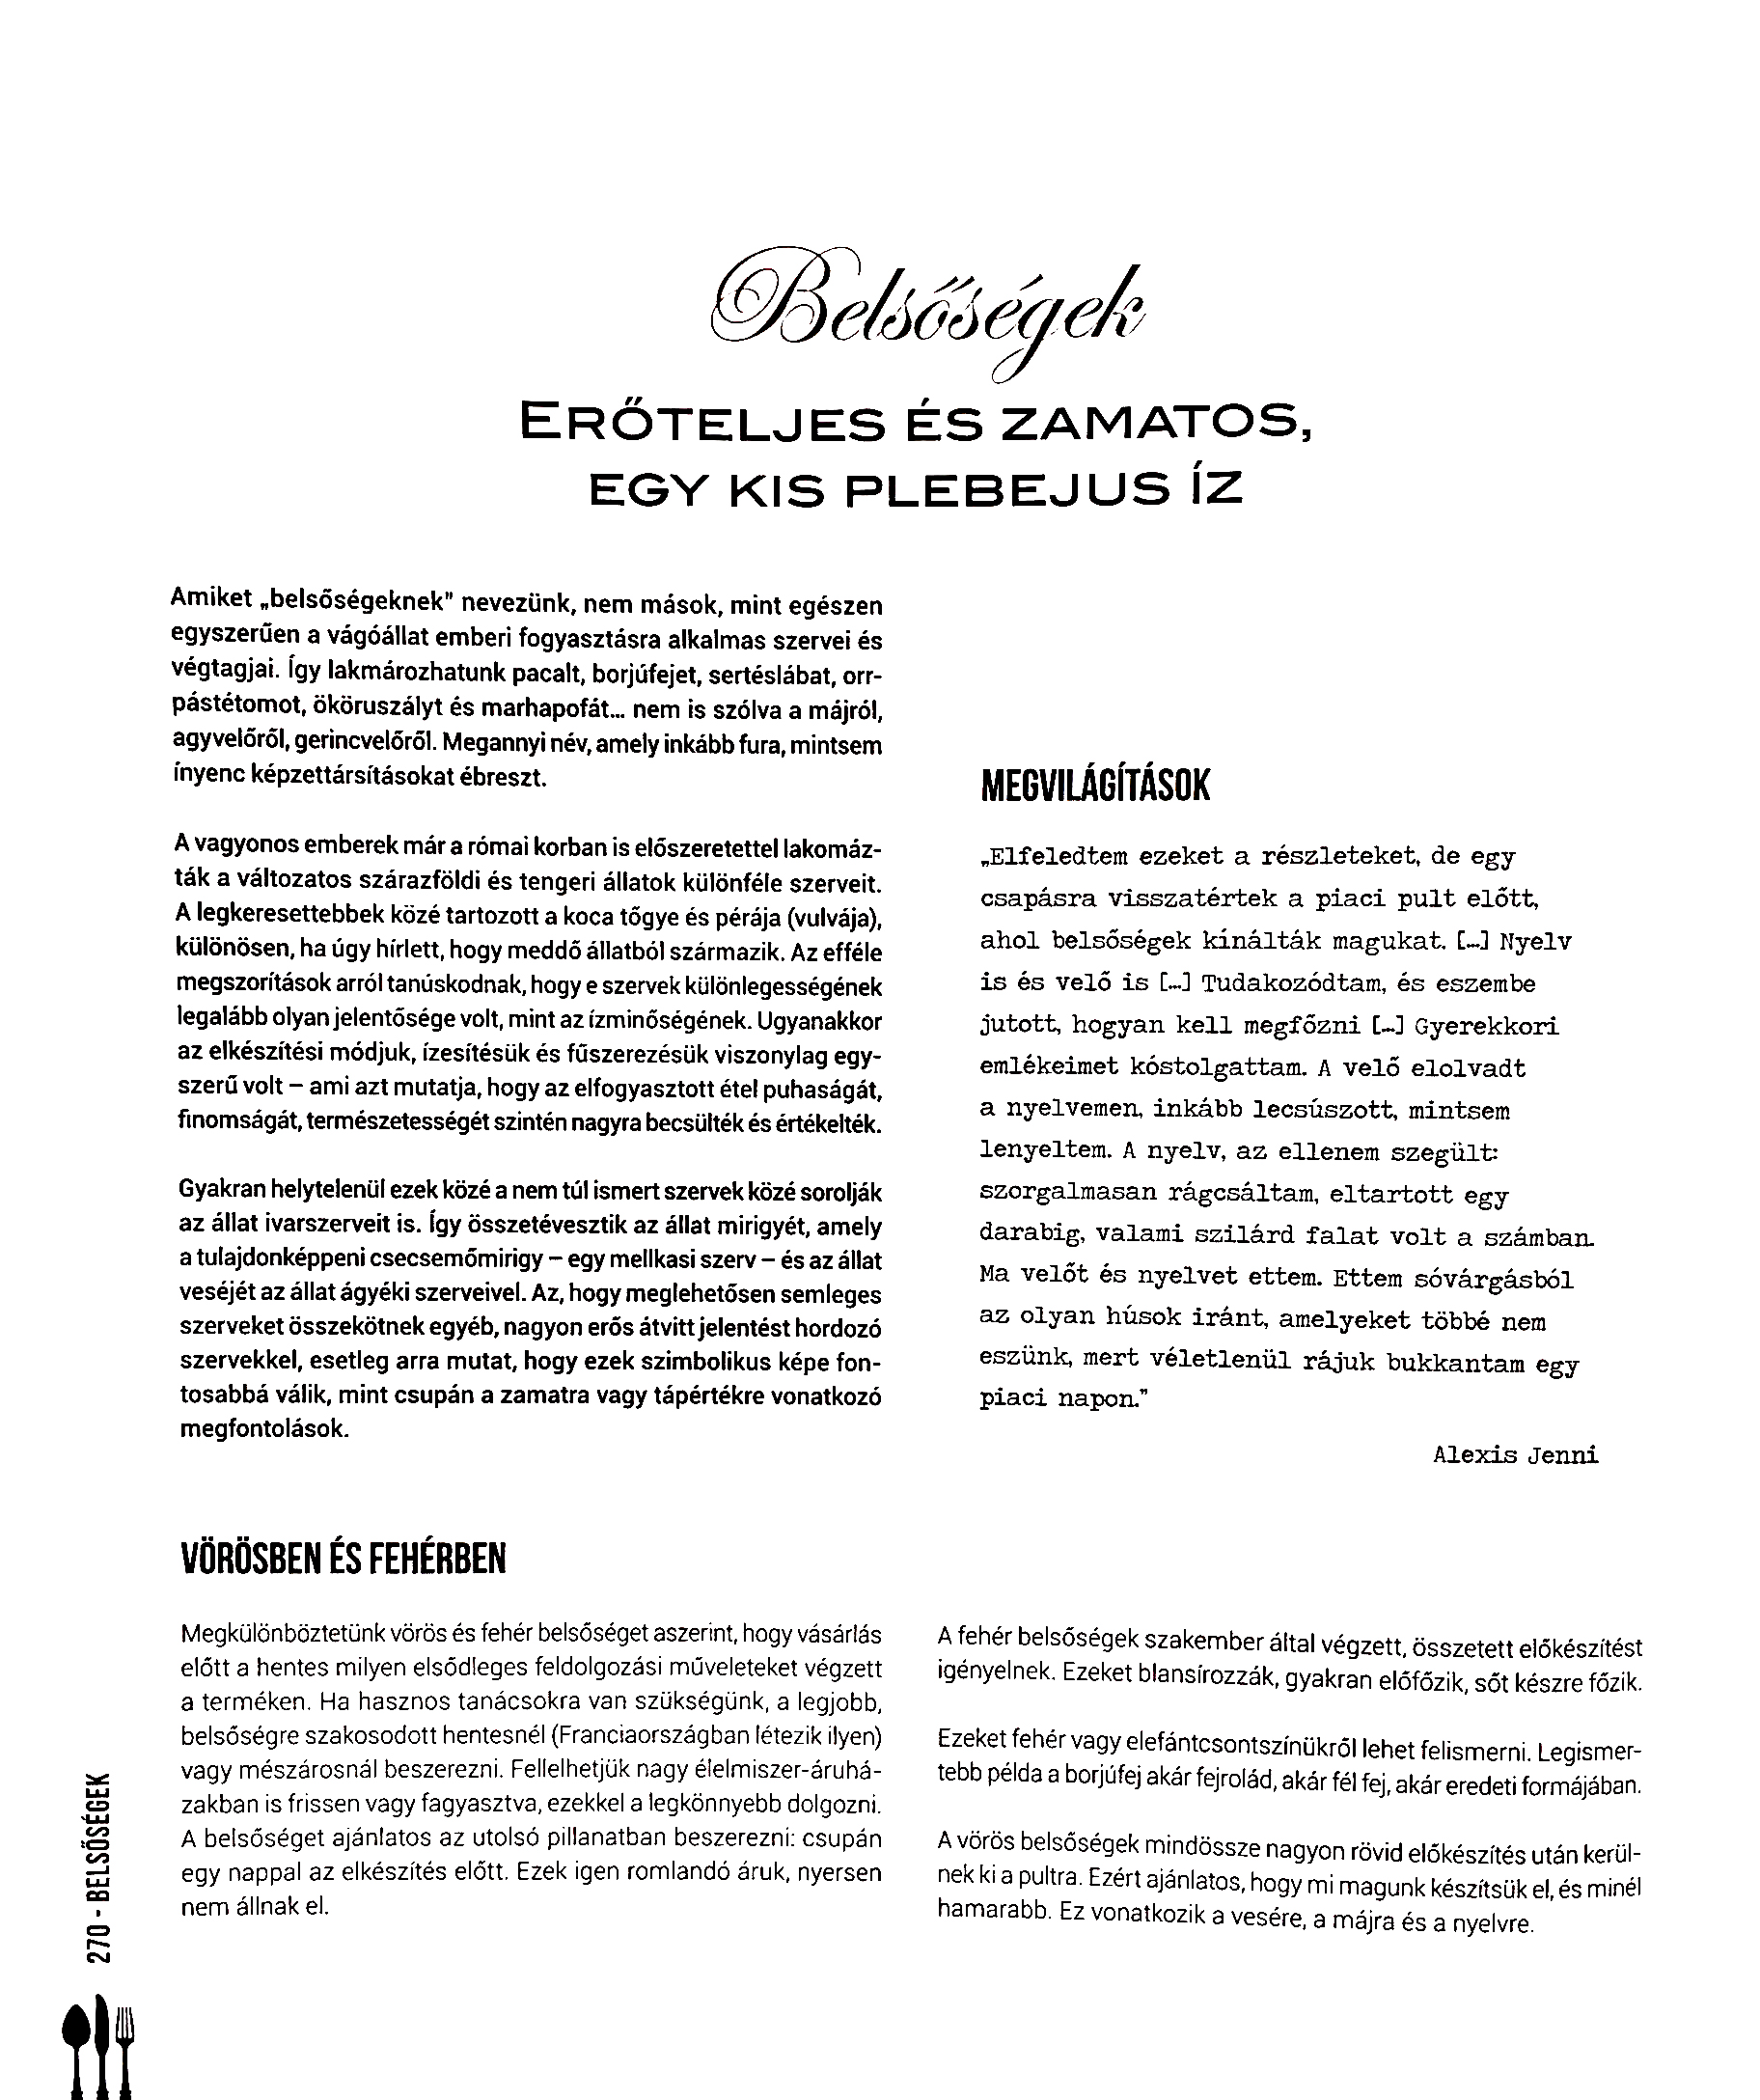 Belsőségek
ERŐTELJES ÉS ZAMATOS,
EGY KIS PLEBEJUS ÍZ
Amiket „belsőségeknek" nevezünk, nem mások, mint egészen
egyszerűen a vágóállat emberi fogyasztásra alkalmas szervei és
végtagjai. Így lakmározhatunk pacalt, borjúfejet, sertéslábat, orr-
pástétomot, ököruszályt és marhapofát... nem is szólva a májról,
agyvelőről, gerincvelőről. Megannyi név, amely inkább fura, mintsem
ínyenc képzettársításokat ébreszt.
A vagyonos emberek már a római korban is előszeretettel lakomáz-
ták a változatos szárazföldi és tengeri állatok különféle szerveit.
A legkeresettebbek közé tartozott a koca tőgye és pérája (vulvája),
különösen, ha úgy hírlett, hogy meddő állatból származik. Az efféle
megszorítások arról tanúskodnak, hogy e szervek különlegességének
legalább olyan jelentősége volt, mint az ízminőségének. Ugyanakkor
az elkészítési módjuk, ízesítésük és fűszerezésük viszonylag egy-
szerű volt – ami azt mutatja, hogy az elfogyasztott étel puhaságát,
finomságát, természetességét szintén nagyra becsülték és értékelték.
Gyakran helytelenül ezek közé a nem túl ismert szervek közé sorolják
az állat ivarszerveit is. Így összetévesztik az állat mirigyét, amely
a tulajdonképpeni csecsemőmirigy – egy mellkasi szerv – és az állat
veséjét az állat ágyéki szerveivel. Az, hogy meglehetősen semleges
szerveket összekötnek egyéb, nagyon erős átvitt jelentést hordozó
szervekkel, esetleg arra mutat, hogy ezek szimbolikus képe fon-
tosabbá válik, mint csupán a zamatra vagy tápértékre vonatkozó
megfontolások.
MEGVILÁGÍTÁSOK
„Elfeledtem ezeket a részleteket, de egy
csapásra visszatértek a piaci pult előtt,
ahol belsőségek kínálták magukat. [...] Nyelv
is és velő is [...] Tudakozódtam, és eszembe
jutott, hogyan kell megfőzni [...] Gyerekkori
emlékeimet kóstolgattam. A velő elolvadt
a nyelvemen, inkább lecsúszott, mintsem
lenyeltem. A nyelv, az ellenem szegült:
szorgalmasan rágcsáltam, eltartott egy
darabig, valami szilárd falat volt a számban.
Ma velőt és nyelvet ettem. Ettem sóvárgásból
az olyan húsok iránt, amelyeket többé nem
eszünk, mert véletlenül rájuk bukkantam egy
piaci napon."
Alexis Jenni
VÖRÖSBEN ÉS FEHÉRBEN
Megkülönböztetünk vörös és fehér belsőséget aszerint, hogy vásárlás
előtt a hentes milyen elsődleges feldolgozási műveleteket végzett
a terméken. Ha hasznos tanácsokra van szükségünk, a legjobb,
belsőségre szakosodott hentesnél (Franciaországban létezik ilyen)
vagy mészárosnál beszerezni. Fellelhetjük nagy élelmiszer-áruhá-
zakban is frissen vagy fagyasztva, ezekkel a legkönnyebb dolgozni.
A belsőséget ajánlatos az utolsó pillanatban beszerezni: csupán
egy nappal az elkészítés előtt. Ezek igen romlandó áruk, nyersen
nem állnak el.
A fehér belsőségek szakember által végzett, összetett előkészítést
igényelnek. Ezeket blansírozzák, gyakran előfőzik, sőt készre főzik.
Ezeket fehér vagy elefántcsontszínükről lehet felismerni. Legismer-
tebb példa a borjúfej akár fejrolád, akár fél fej, akár eredeti formájában.
A vörös belsőségek mindössze nagyon rövid előkészítés után kerül-
nek ki a pultra. Ezért ajánlatos, hogy mi magunk készítsük el, és minél
hamarabb. Ez vonatkozik a vesére, a májra és a nyelvre.
270 - BELSŐSÉGEK